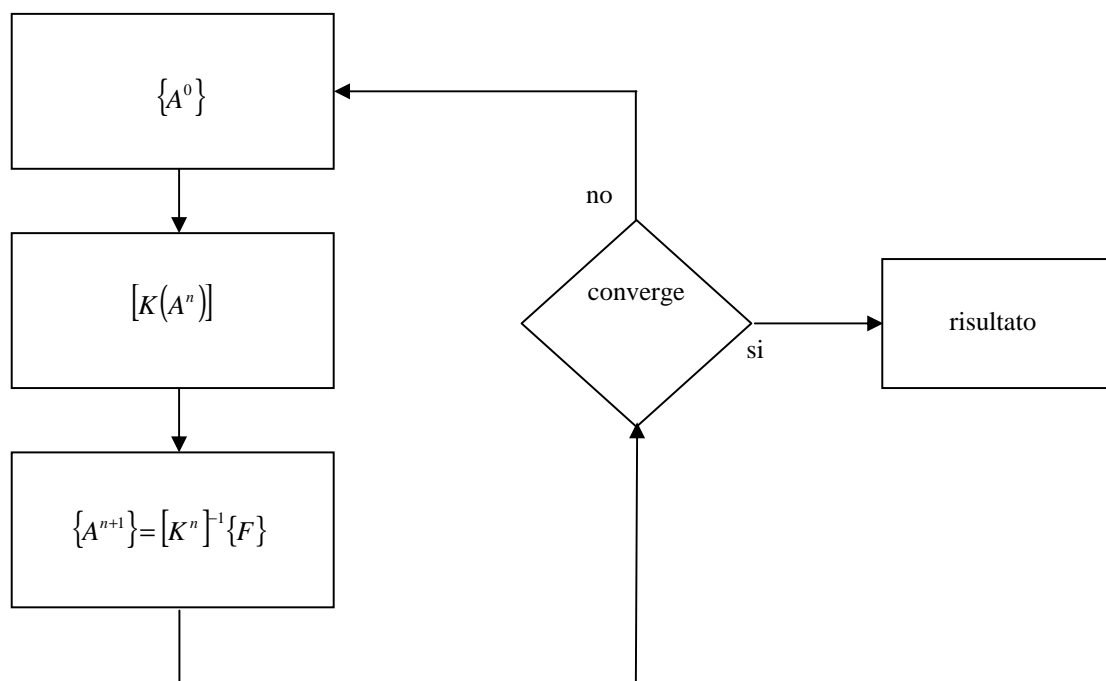 {A^0}
no
[K(A^n)]
converge
risultato
si
{A^{n+1}}=[K^n]^{-1}{F}